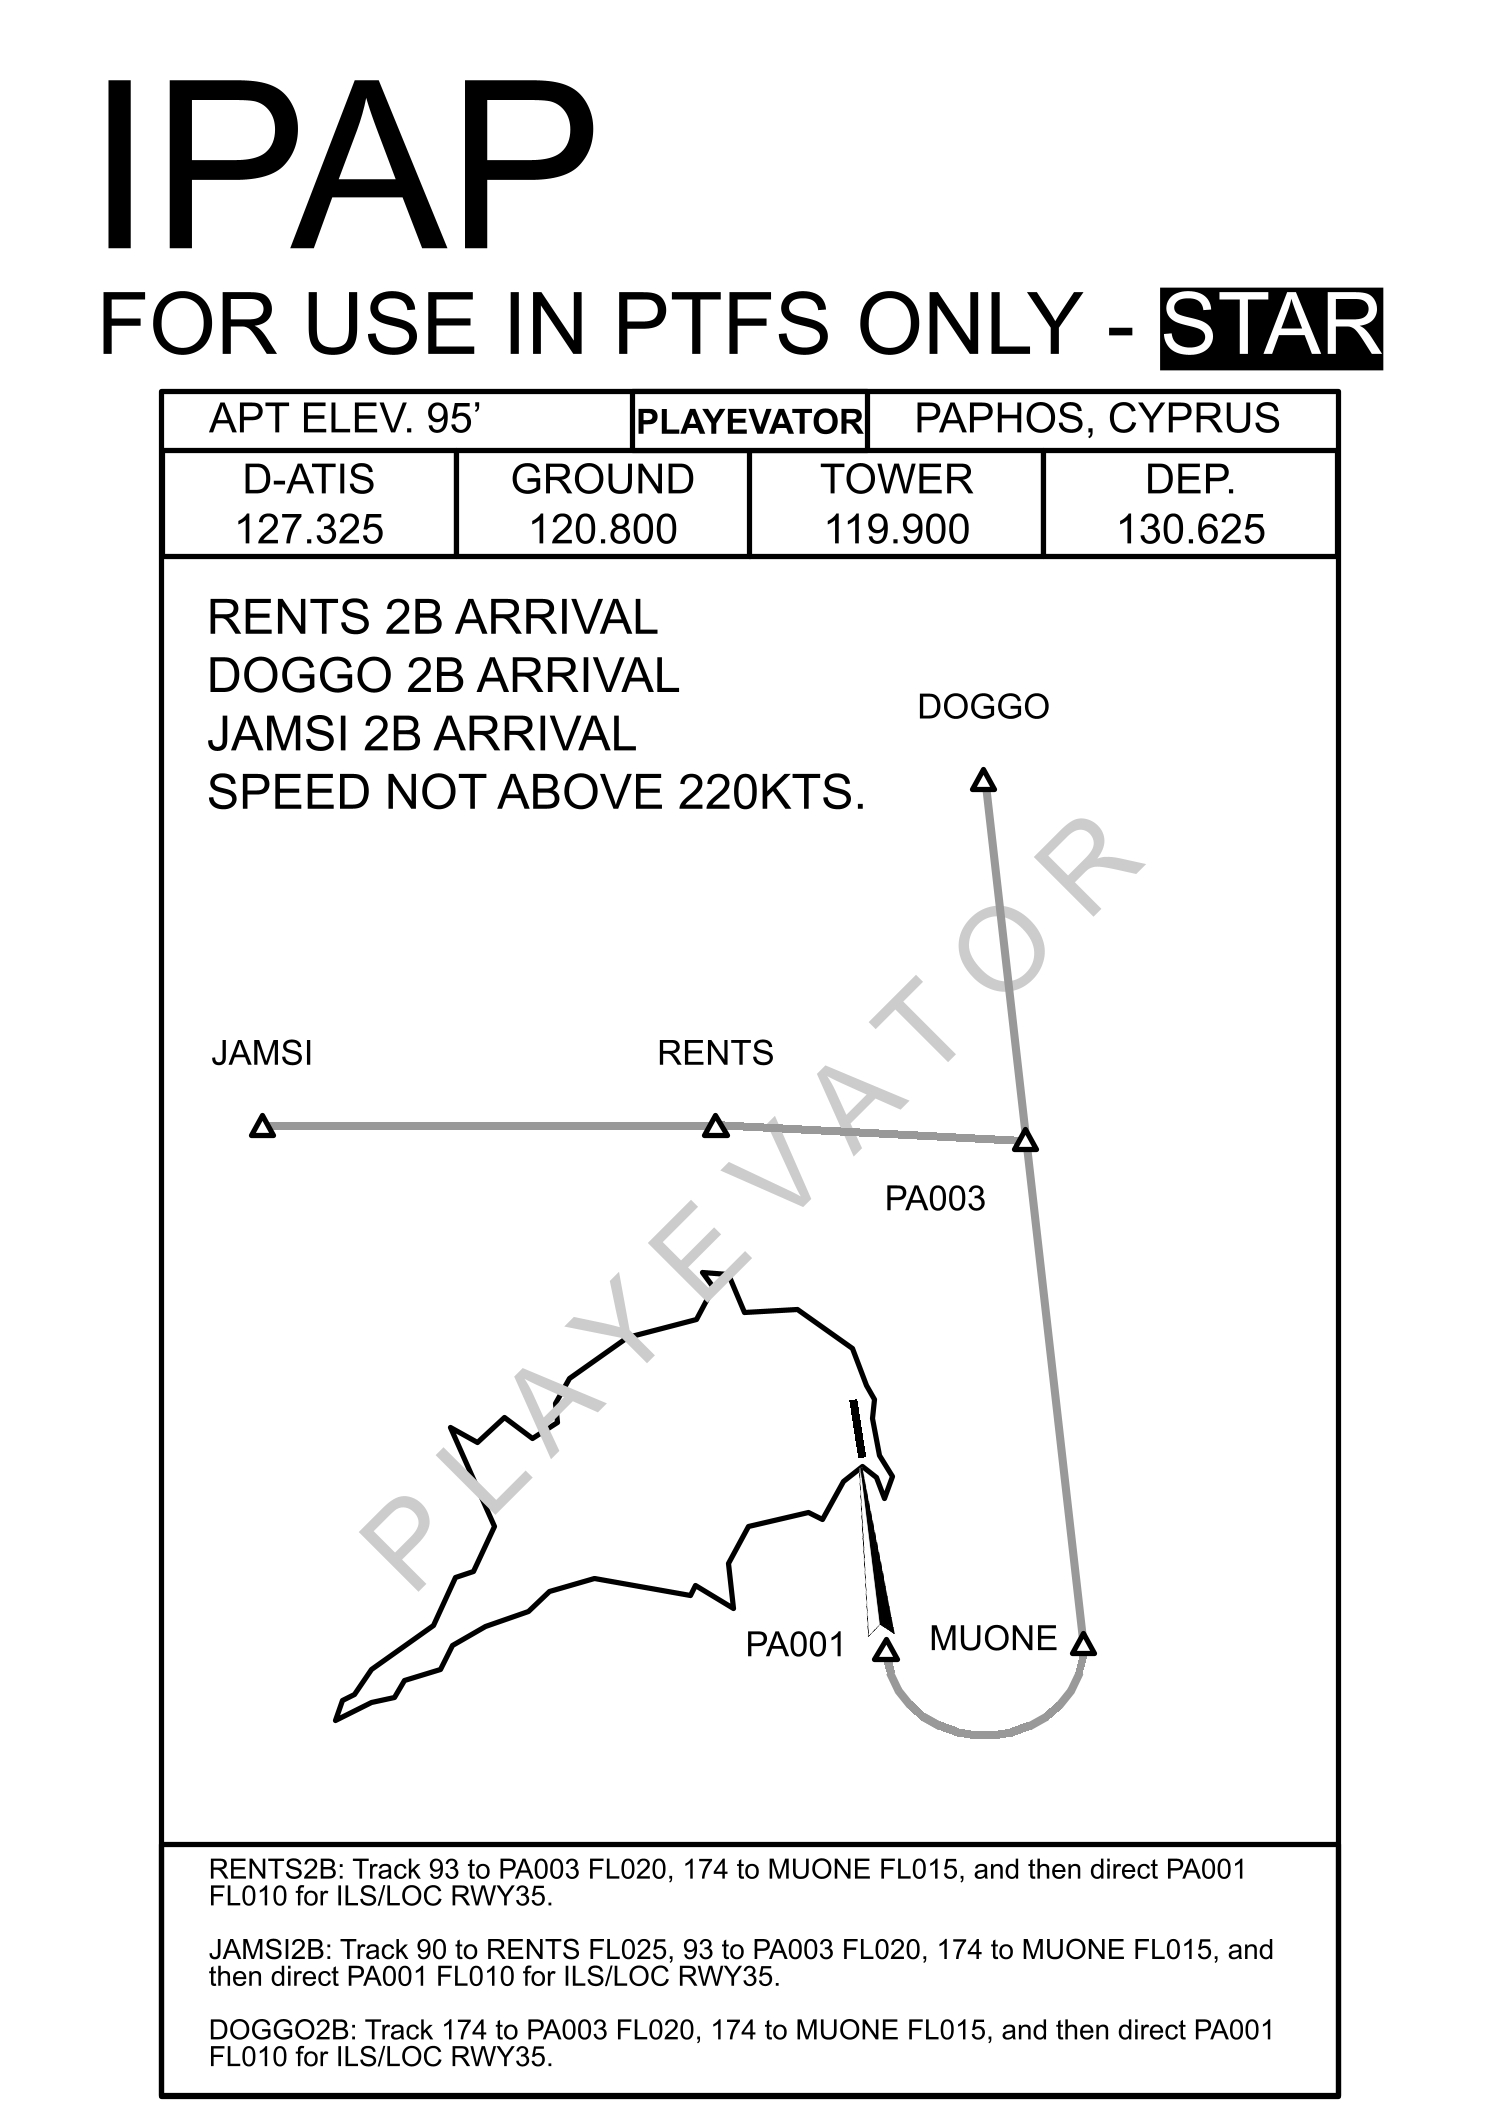 IPAP
FOR USE IN PTFS ONLY - STAR
APT ELEV. 95’
PLAYEVATOR
PAPHOS, CYPRUS
D-ATIS
127.325
GROUND
120.800
TOWER
119.900
DEP.
130.625
RENTS 2B ARRIVAL
DOGGO 2B ARRIVAL
JAMSI 2B ARRIVAL
SPEED NOT ABOVE 220KTS.
DOGGO
JAMSI
RENTS
PA003
PLAYEVATOR
PA001
MUONE
RENTS2B: Track 93 to PA003 FL020, 174 to MUONE FL015, and then direct PA001
FL010 for ILS/LOC RWY35.
JAMSI2B: Track 90 to RENTS FL025, 93 to PA003 FL020, 174 to MUONE FL015, and
then direct PA001 FL010 for ILS/LOC RWY35.
DOGGO2B: Track 174 to PA003 FL020, 174 to MUONE FL015, and then direct PA001
FL010 for ILS/LOC RWY35.